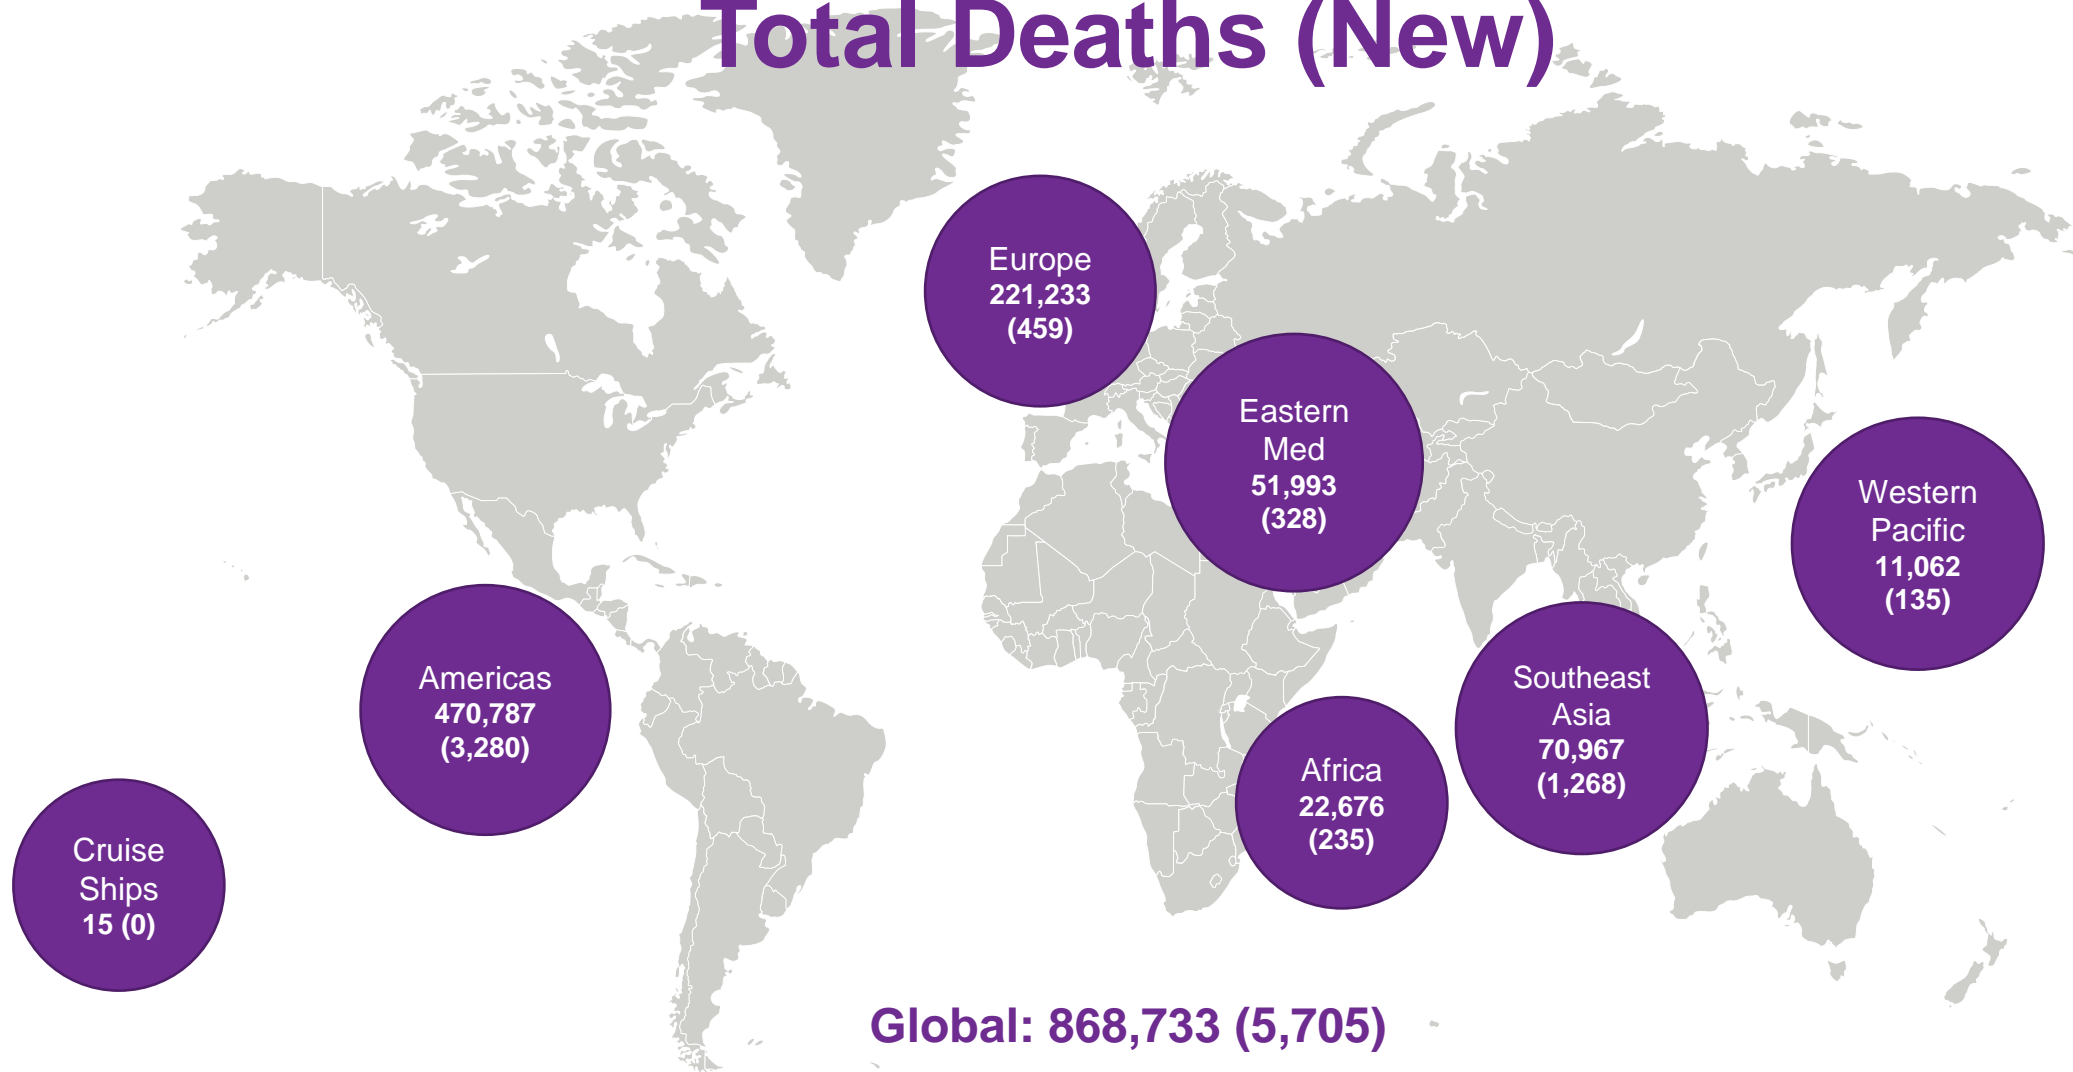 Total Deaths (New)
Europe
221,233
(459)
Eastern
Med
51,993
(328)
Western
Pacific
11,062
(135)
Americas
470,787
(3,280)
Southeast
Asia
70,967
(1,268)
Africa
22,676
(235)
Cruise
Ships
15 (0)
Global: 868,733 (5,705)